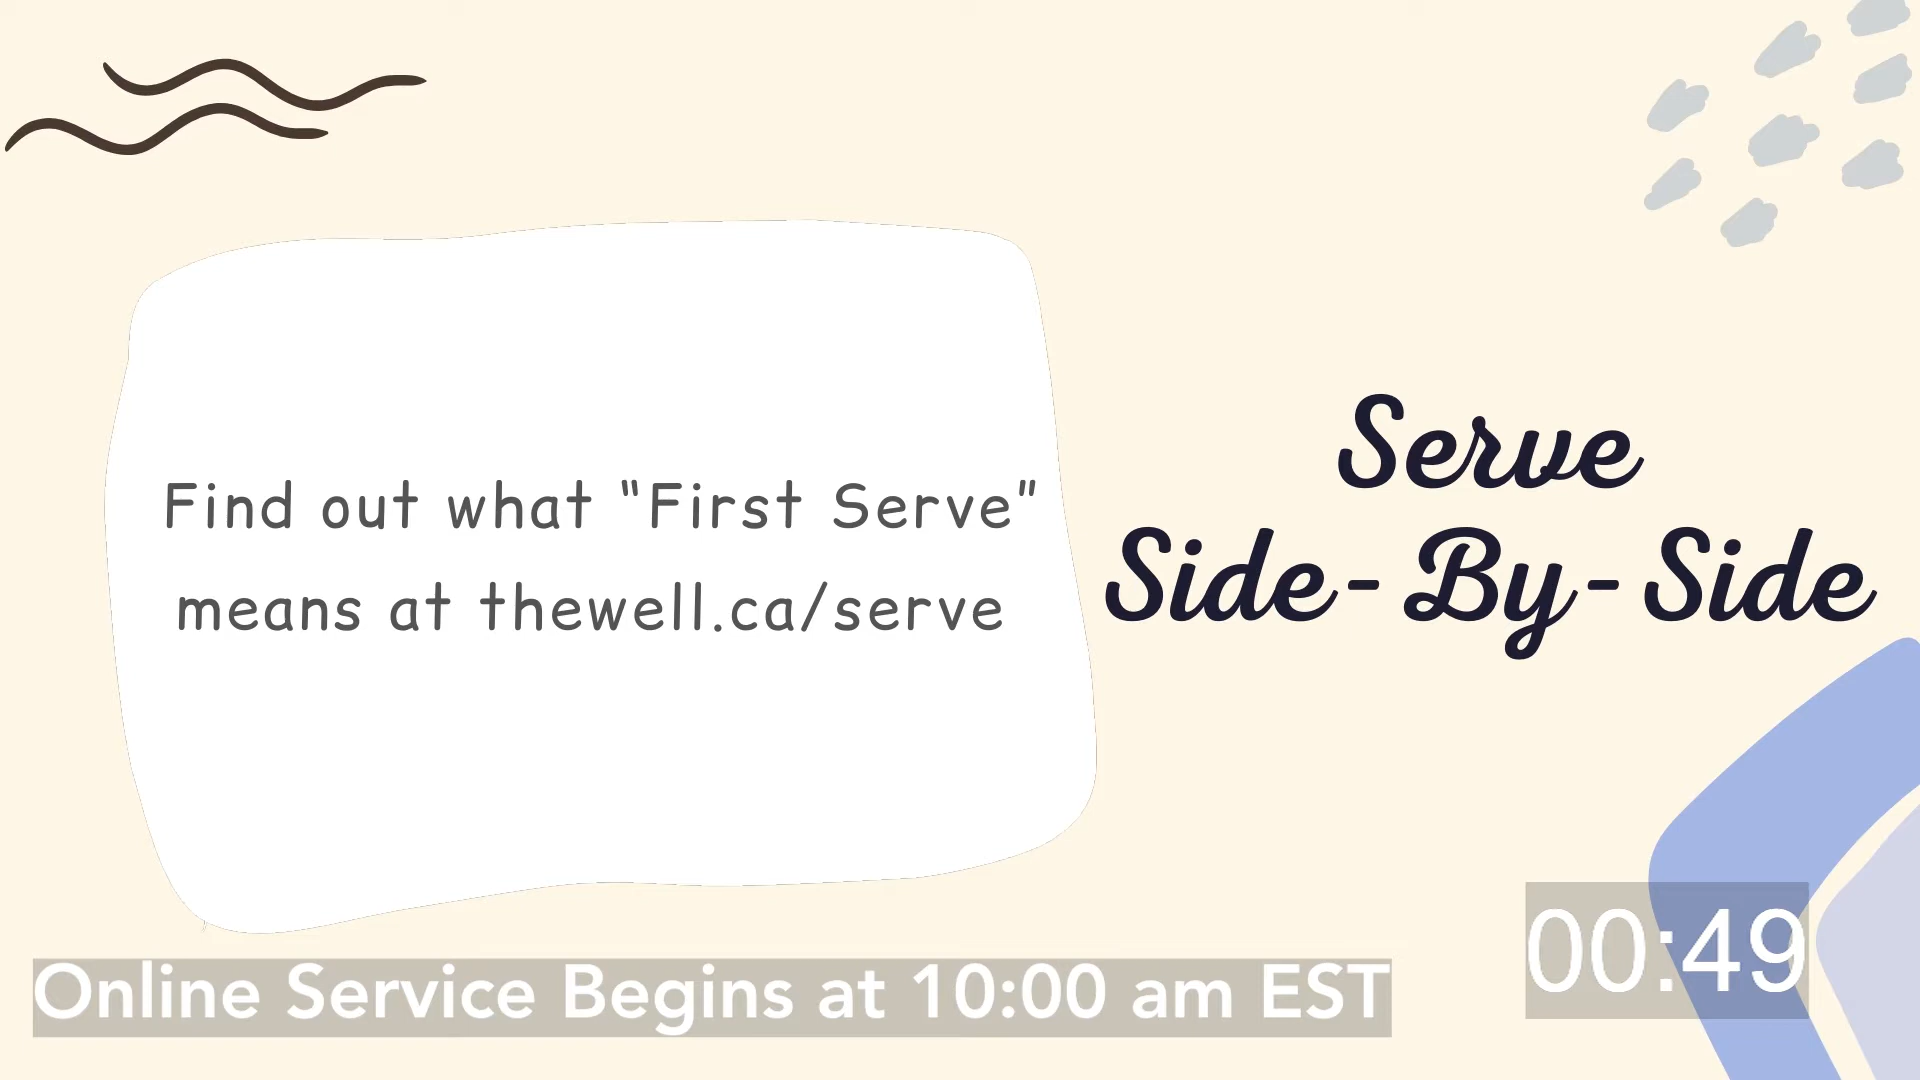 Find out what "First Serve"
means at thewell.ca/serve
Serve
Side-By-Side
Online Service Begins at 10:00 am EST
00:49